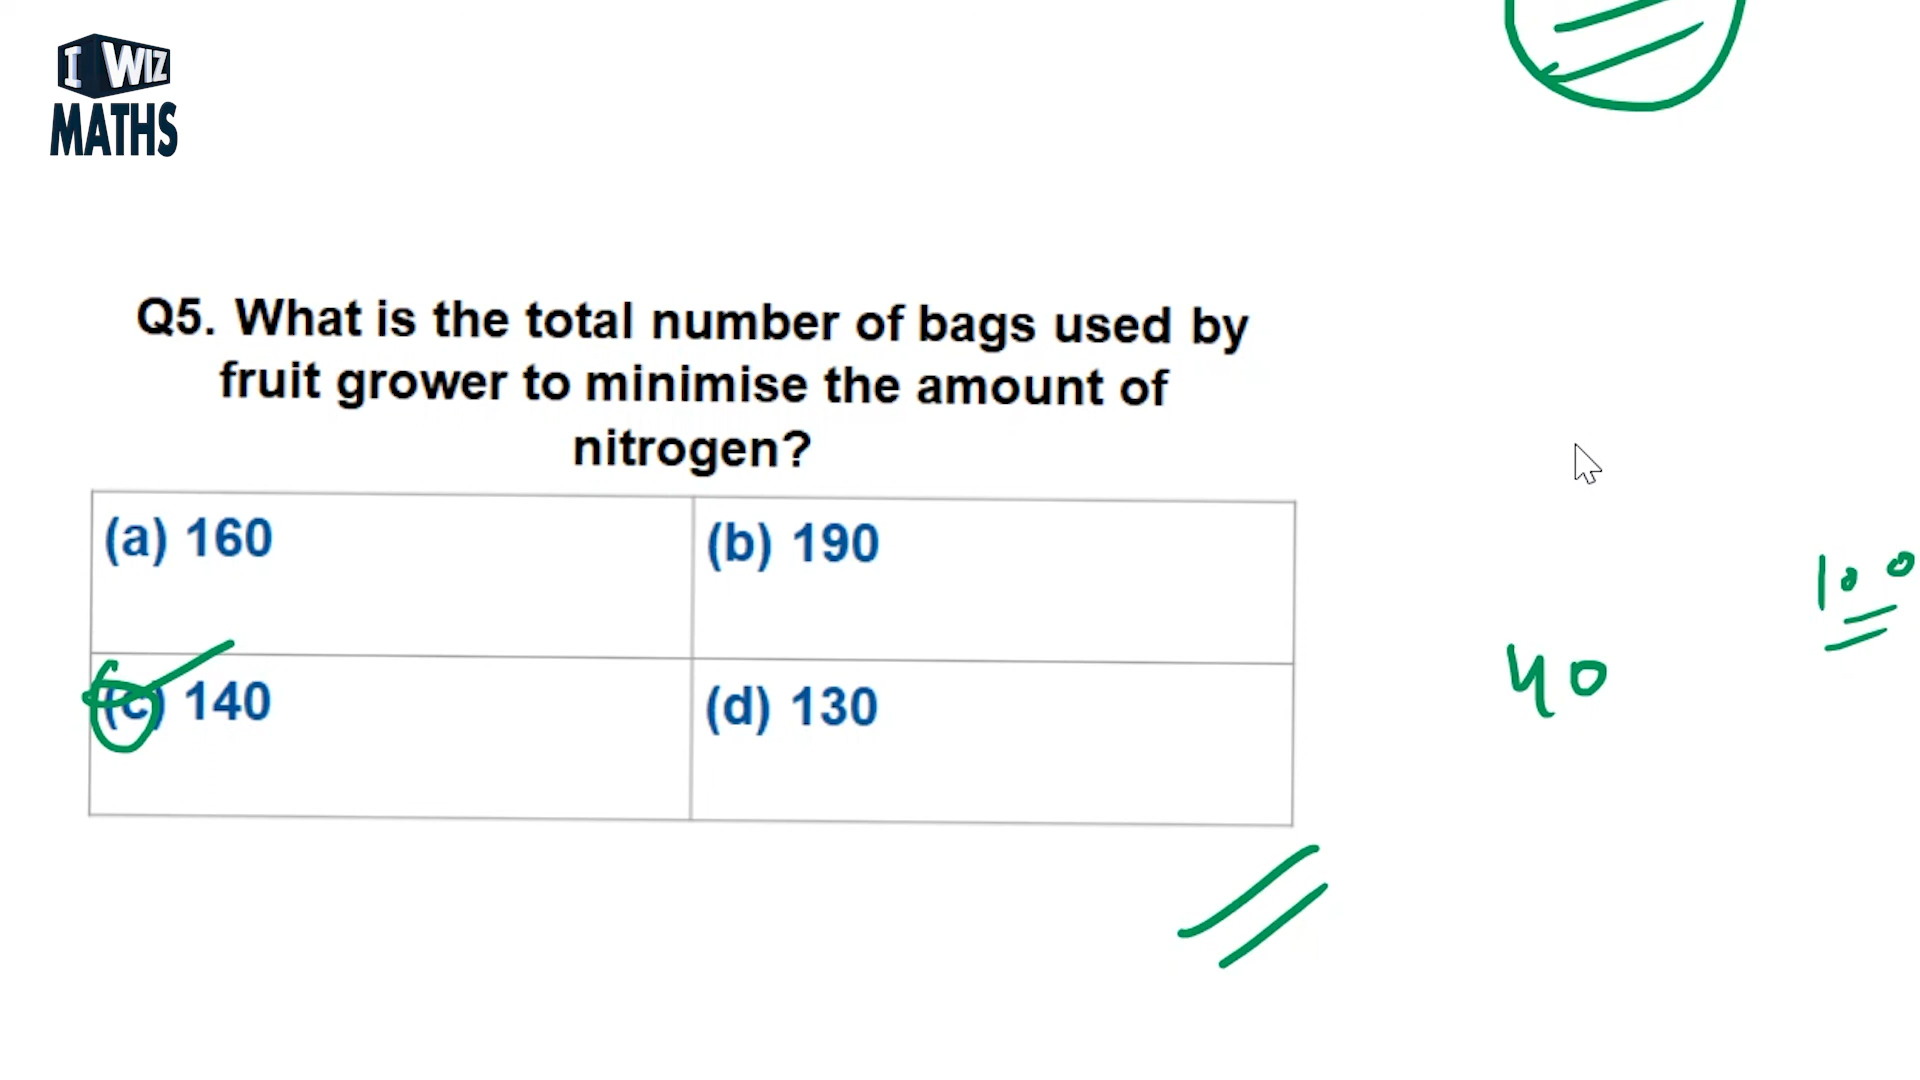 I WIZ
MATHS
Q5. What is the total number of bags used by
fruit grower to minimise the amount of
nitrogen?
(a) 160
(b) 190
(c) 140
(d) 130
100
40